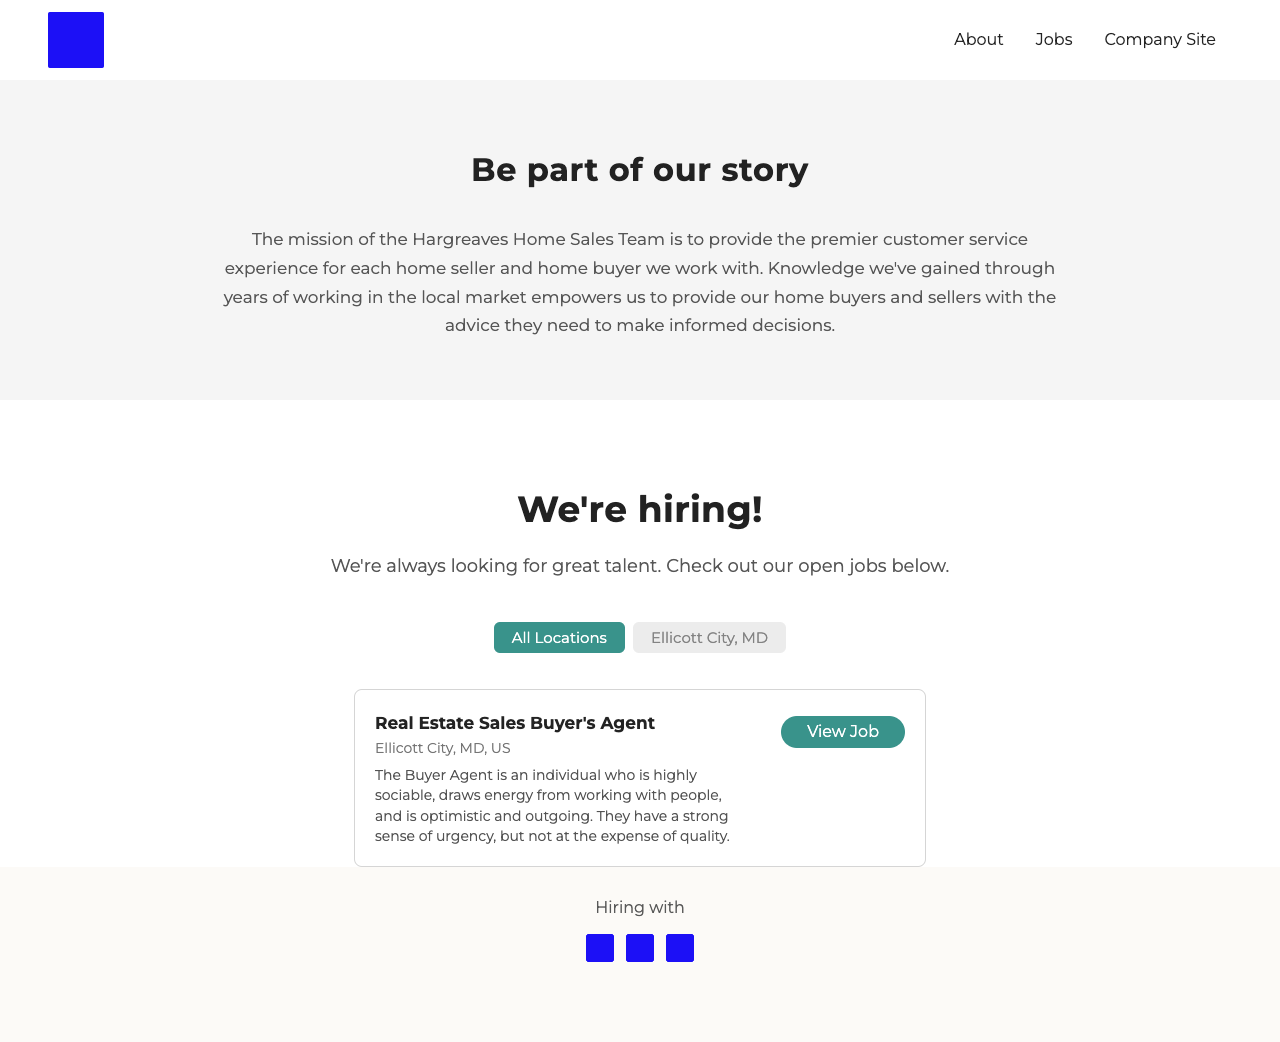 About
Jobs
Company Site
Be part of our story
The mission of the Hargreaves Home Sales Team is to provide the premier customer service
experience for each home seller and home buyer we work with. Knowledge we've gained through
years of working in the local market empowers us to provide our home buyers and sellers with the
advice they need to make informed decisions.
We're hiring!
We're always looking for great talent. Check out our open jobs below.
All Locations
Ellicott City, MD
Real Estate Sales Buyer's Agent
View Job
Ellicott City, MD, US
The Buyer Agent is an individual who is highly
sociable, draws energy from working with people,
and is optimistic and outgoing. They have a strong
sense of urgency, but not at the expense of quality.
Hiring with